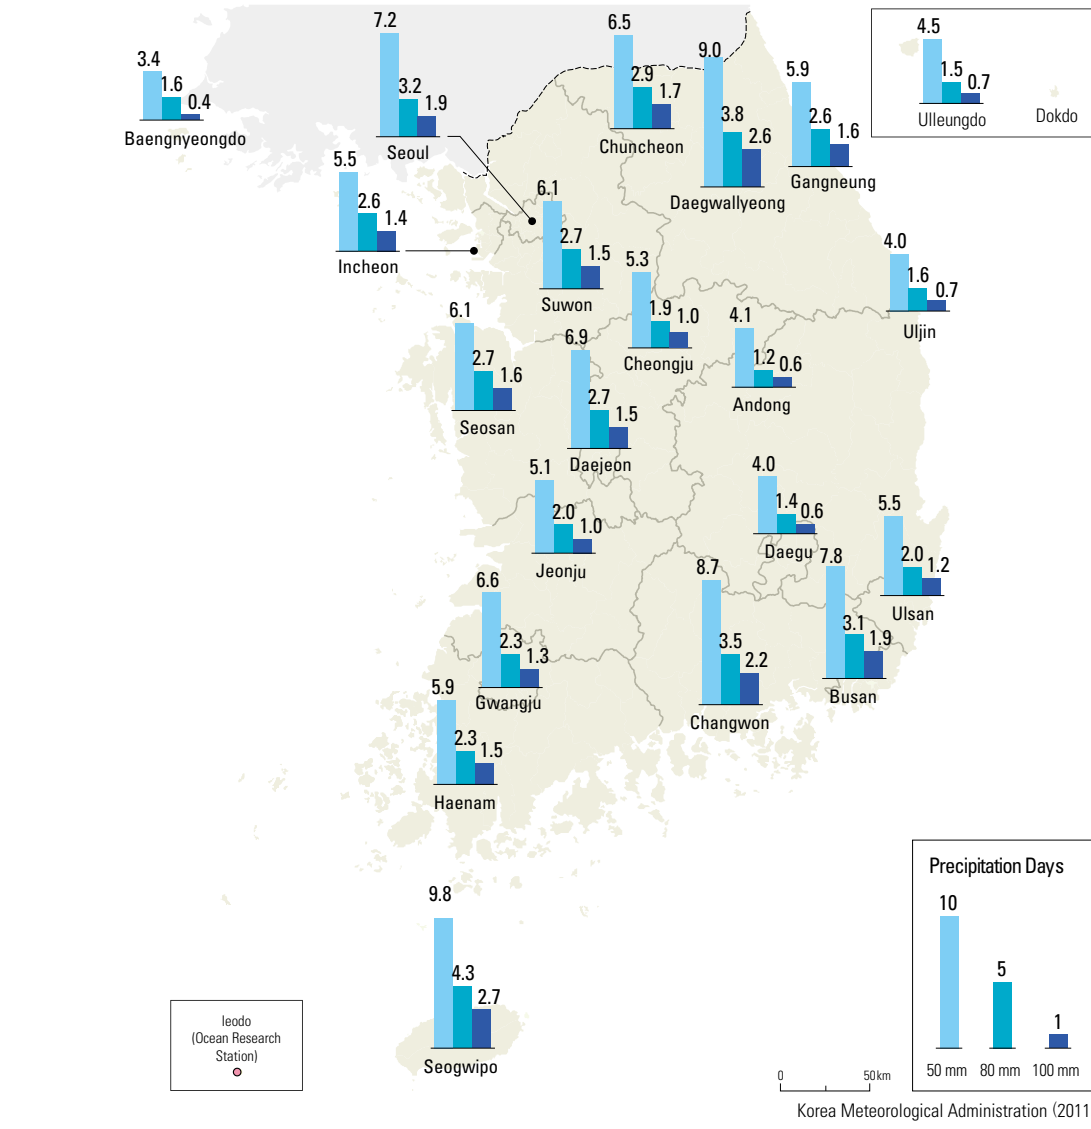 7.2
3.2
1.9
Seoul
6.5
2.9
1.7
Chuncheon
9.0
3.8
2.6
Daegwallyeong
5.9
2.6
1.6
Gangneung
4.5
1.5
0.7
Ulleungdo
Dokdo
3.4
1.6
0.4
Baengnyeongdo
5.5
2.6
1.4
Incheon
6.1
2.7
1.5
Suwon
5.3
1.9
1.0
Cheongju
4.0
1.6
0.7
Uljin
6.1
2.7
1.6
Seosan
6.9
2.7
1.5
Daejeon
4.1
1.2
0.6
Andong
5.1
2.0
1.0
Jeonju
4.0
1.4
0.6
Daegu
5.5
2.0
1.2
Ulsan
6.6
2.3
1.3
Gwangju
8.7
3.5
2.2
Changwon
7.8
3.1
1.9
Busan
5.9
2.3
1.5
Haenam
9.8
4.3
2.7
Seogwipo
Ieodo
(Ocean Research
Station)
Precipitation Days
10
5
1
50 mm 80 mm 100 mm
0 50km
Korea Meteorological Administration (2011